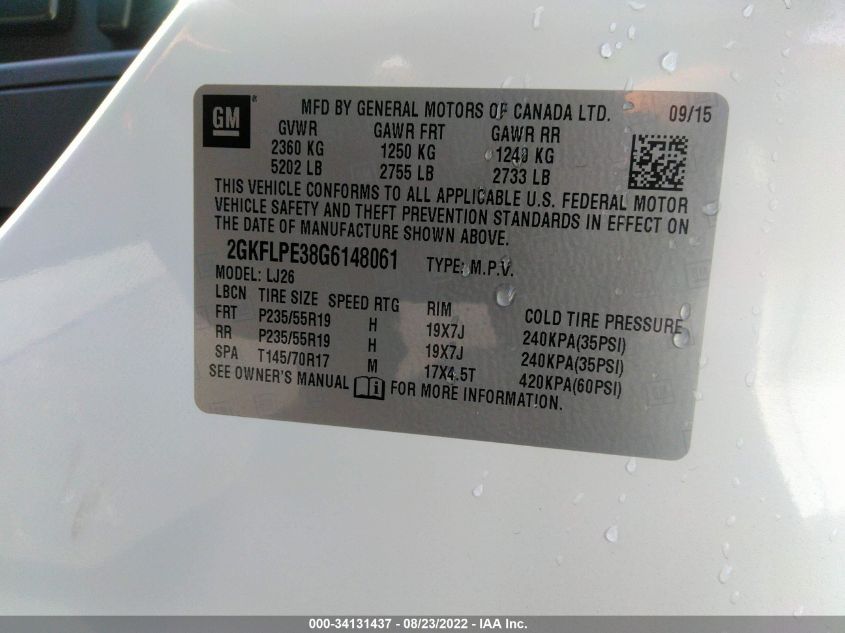 GM
MFD BY GENERAL MOTORS OF CANADA LTD. 09/15
GVWR GAWR FRT GAWR RR
2360 KG 1250 KG 1240 KG
5202 LB 2755 LB 2733 LB
THIS VEHICLE CONFORMS TO ALL APPLICABLE U.S. FEDERAL MOTOR
VEHICLE SAFETY AND THEFT PREVENTION STANDARDS IN EFFECT ON
THE DATE OF MANUFACTURE SHOWN ABOVE.
2GKFLPE38G6148061 TYPE: M.P.V.
MODEL: LJ26
LBCN TIRE SIZE SPEED RTG RIM COLD TIRE PRESSURE
FRT P235/55R19 H 19X7J 240KPA(35PSI)
RR P235/55R19 H 19X7J 240KPA(35PSI)
SPA T145/70R17 M 17X4.5T 420KPA(60PSI)
SEE OWNER'S MANUAL FOR MORE INFORMATION.
000-34131437 - 08/23/2022 - IAA Inc.